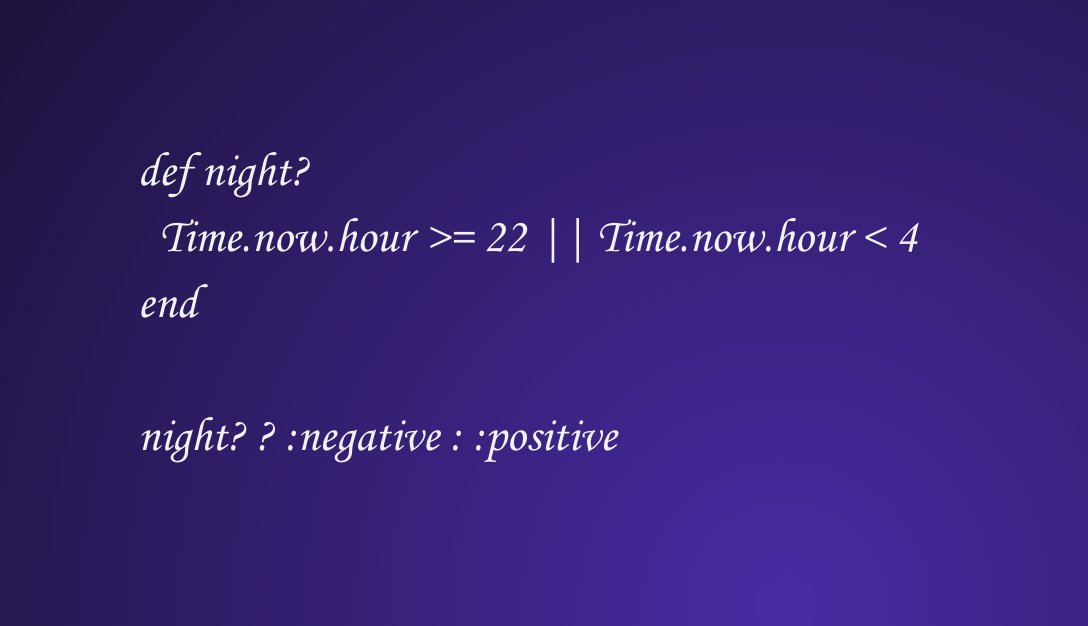 def night?
  Time.now.hour >= 22 || Time.now.hour < 4
end

night? ? :negative : :positive